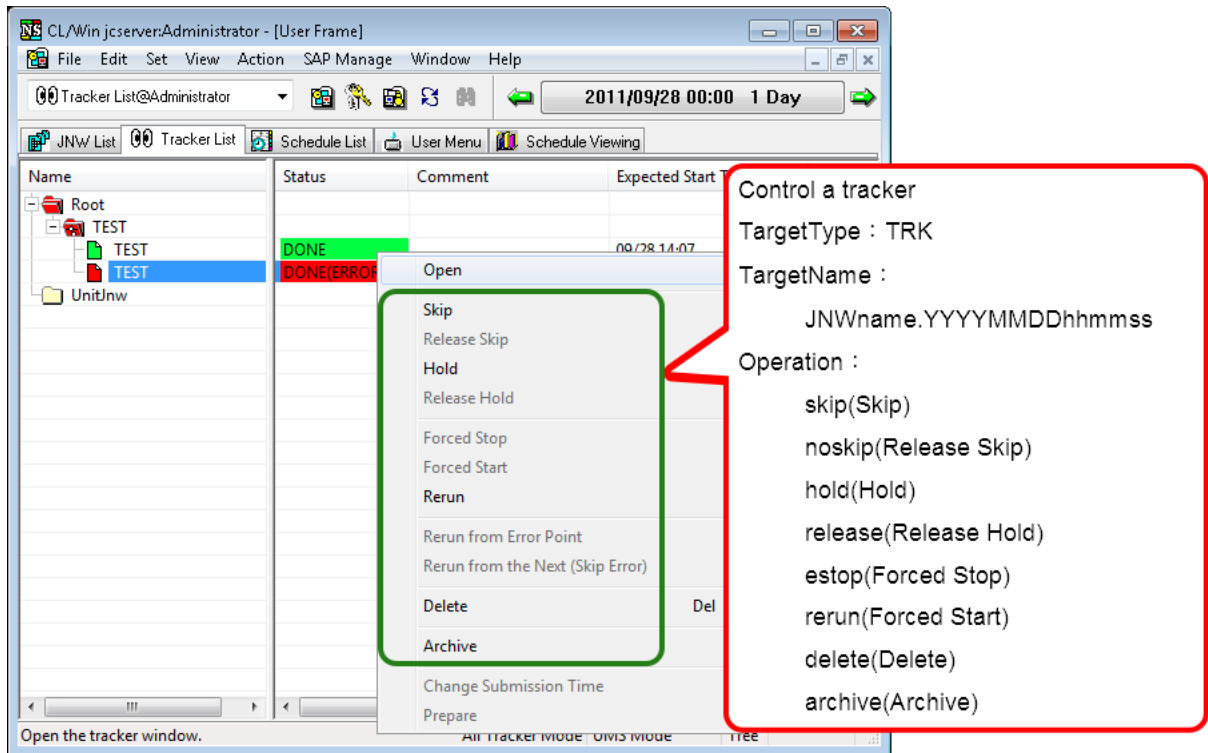 CL/Win jcserver:Administrator - [User Frame]
File Edit Set View Action SAP Manage Window Help
Tracker List@Administrator
2011/09/28 00:00 1 Day
JNW List Tracker List Schedule List User Menu Schedule Viewing
Name Status Comment Expected Start T
Root
TEST
TEST DONE 09/28 14:07
TEST DONE(ERROR
UnitJnw
Open
Skip
Release Skip
Hold
Release Hold
Forced Stop
Forced Start
Rerun
Rerun from Error Point
Rerun from the Next (Skip Error)
Delete Del
Archive
Change Submission Time
Prepare
Open the tracker window. All Tracker Mode UMS Mode Tree
Control a tracker
TargetType：TRK
TargetName：
JNWname.YYYYMMDDhhmmss
Operation：
skip(Skip)
noskip(Release Skip)
hold(Hold)
release(Release Hold)
estop(Forced Stop)
rerun(Forced Start)
delete(Delete)
archive(Archive)